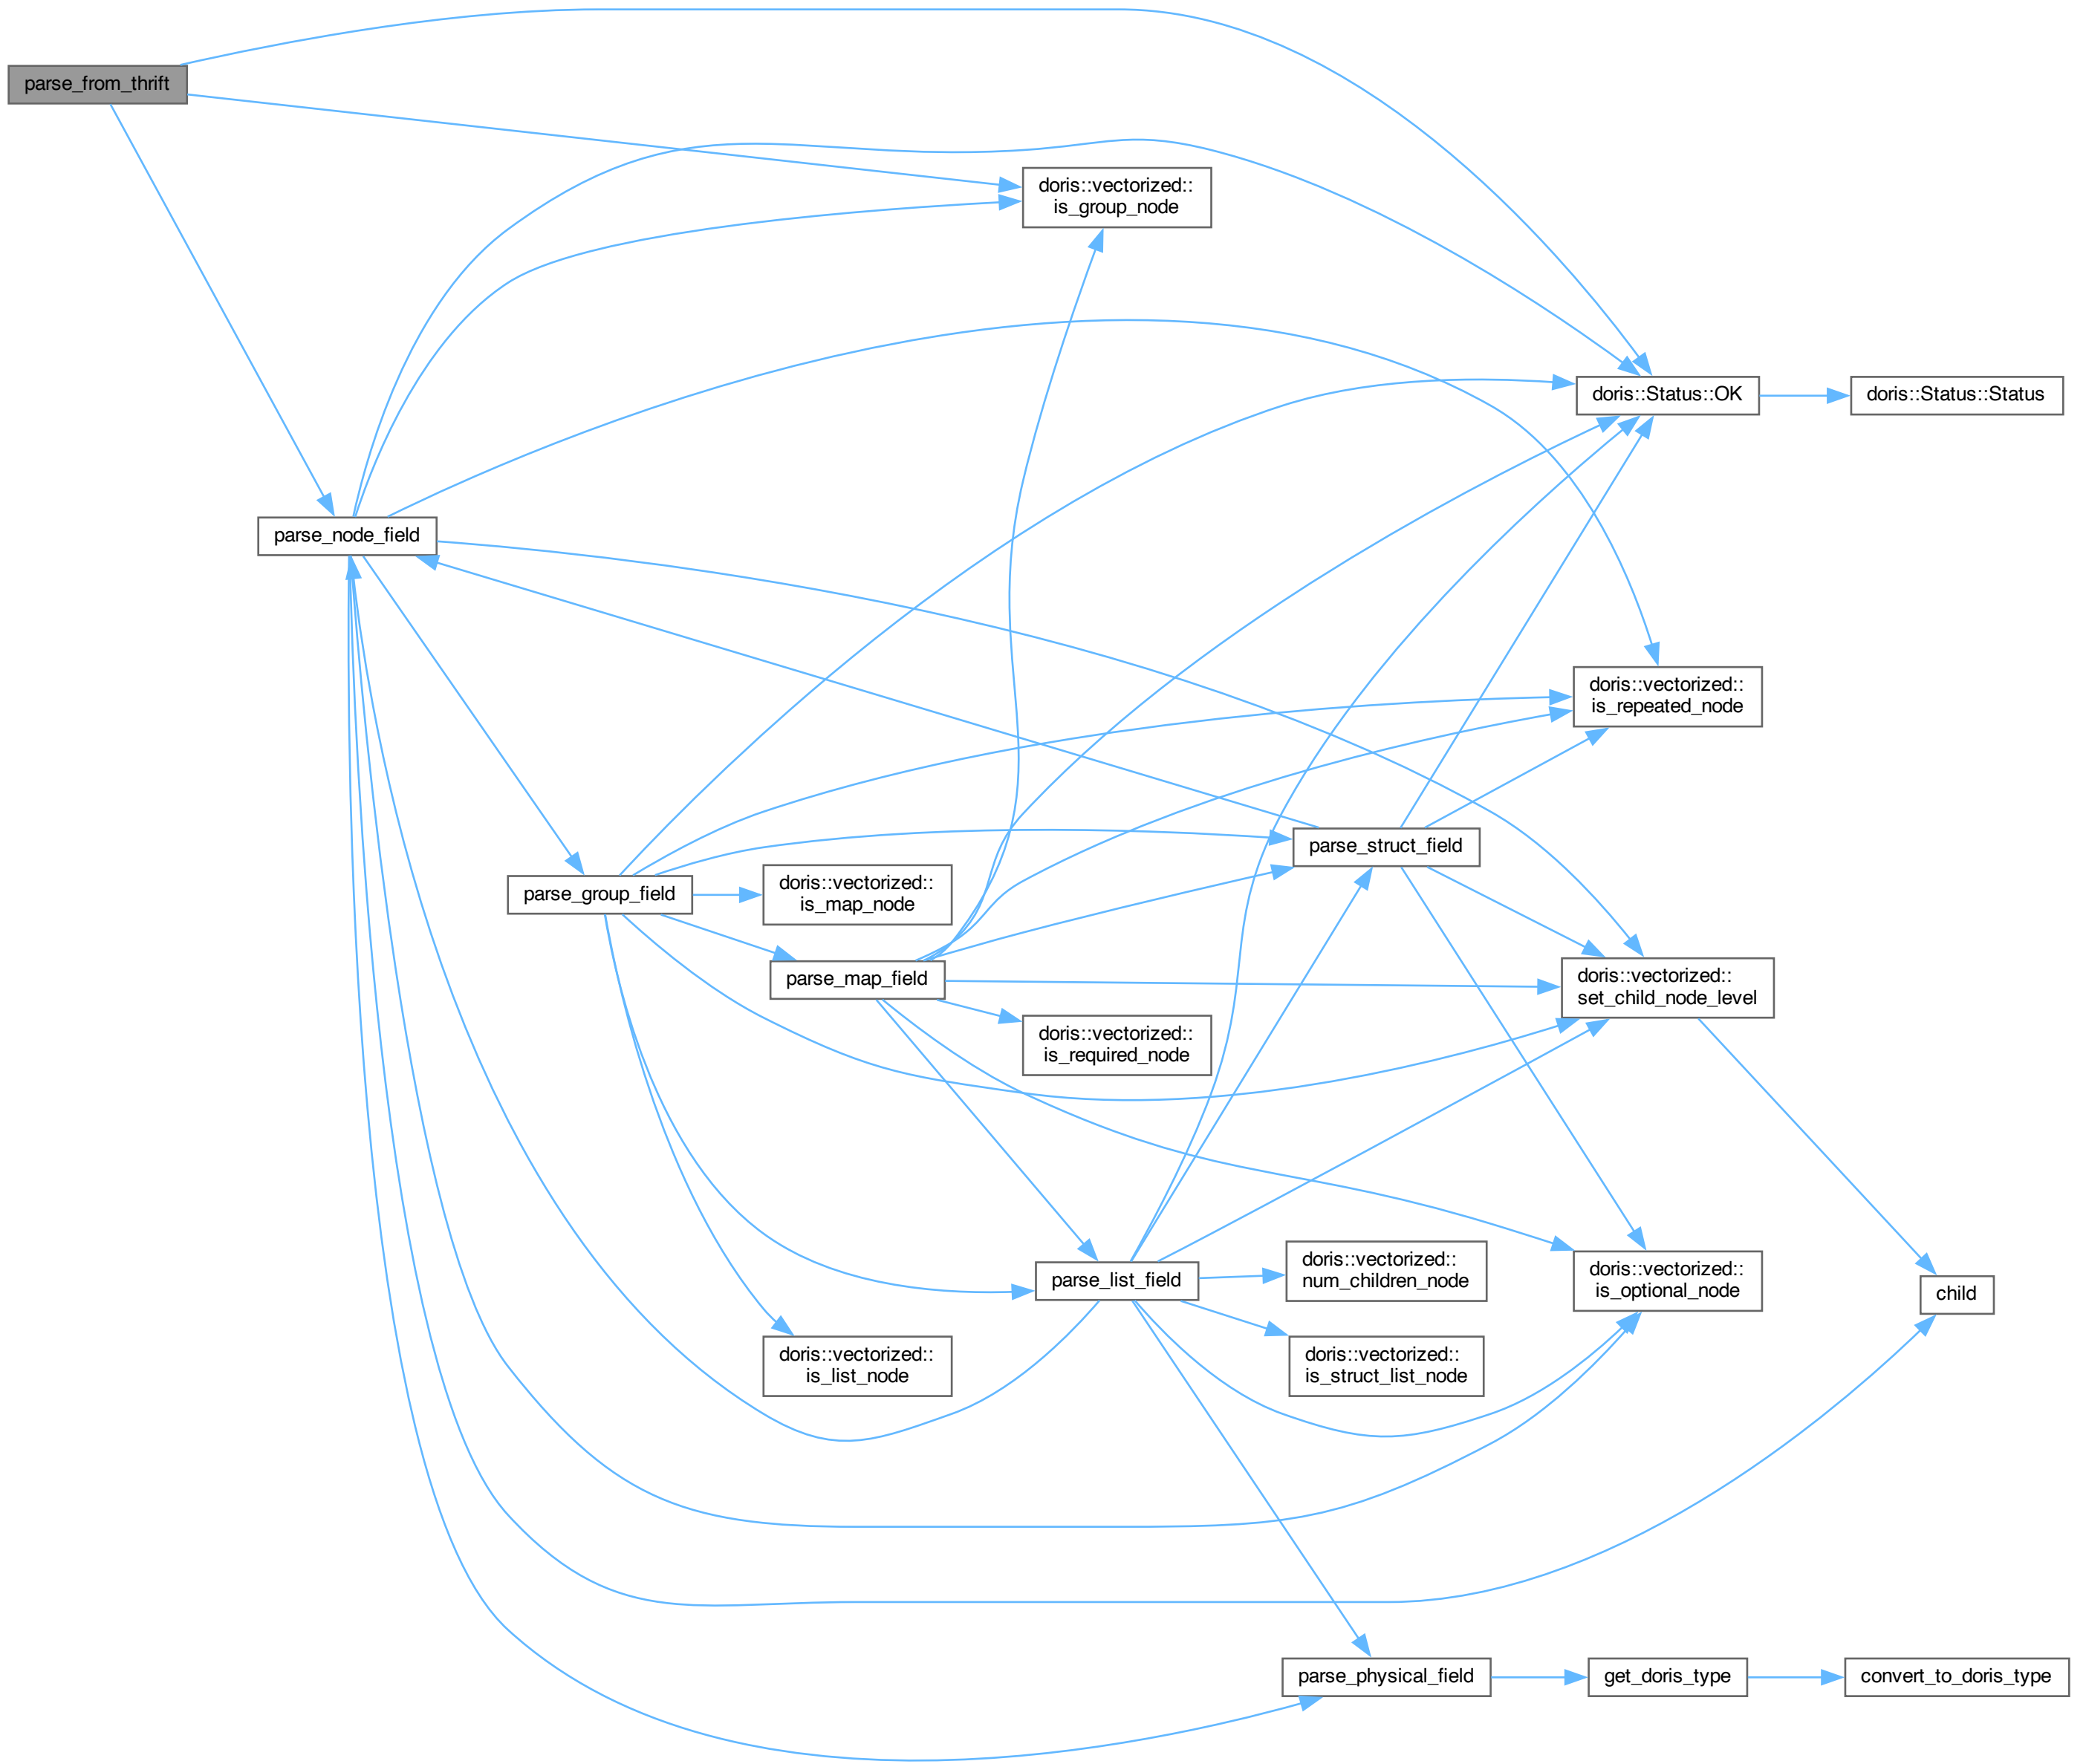 parse_from_thrift
doris::vectorized::
is_group_node
doris::Status::OK
doris::Status::Status
parse_node_field
doris::vectorized::
is_repeated_node
parse_struct_field
parse_group_field
doris::vectorized::
is_map_node
parse_map_field
doris::vectorized::
set_child_node_level
doris::vectorized::
is_required_node
parse_list_field
doris::vectorized::
num_children_node
doris::vectorized::
is_optional_node
child
doris::vectorized::
is_list_node
doris::vectorized::
is_struct_list_node
parse_physical_field
get_doris_type
convert_to_doris_type